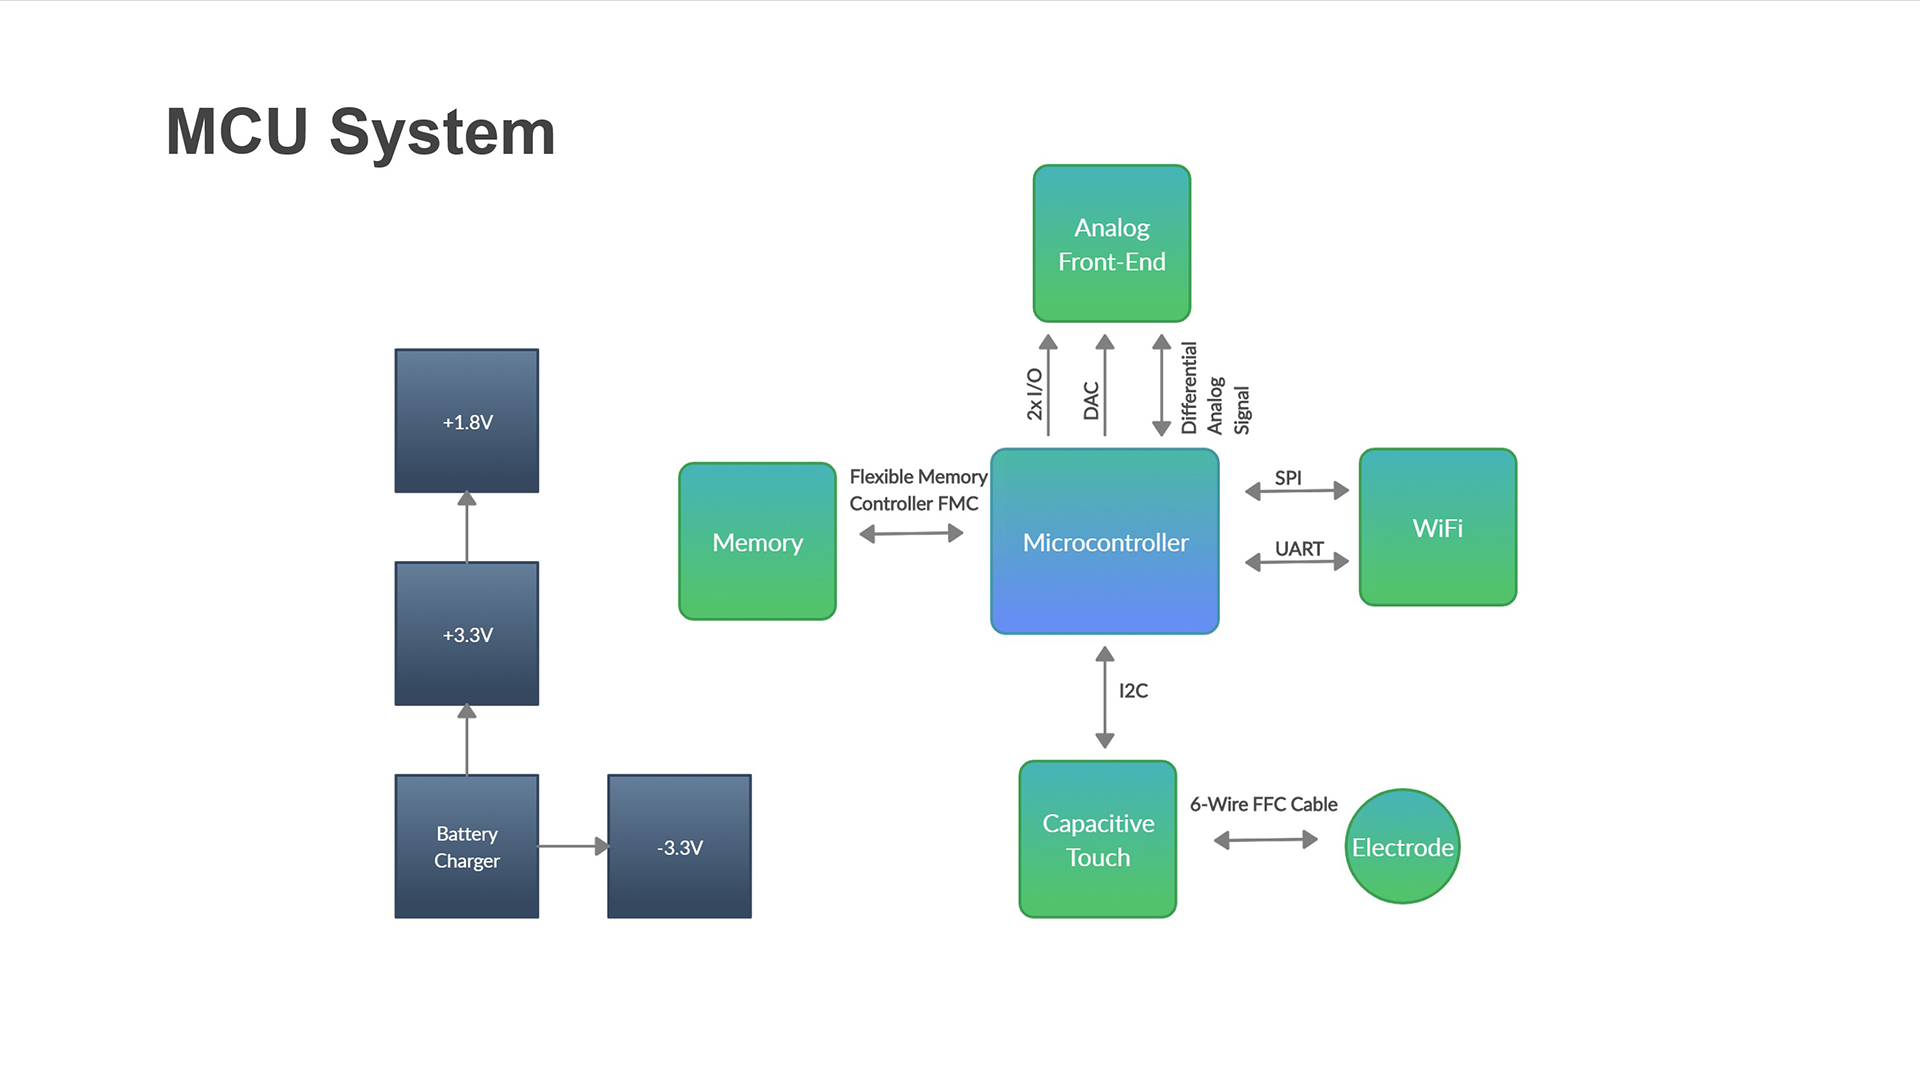 MCU System
Analog
Front-End
2x I/O
DAC
Differential
Analog
Signal
+1.8V
Memory
Flexible Memory
Controller FMC
Microcontroller
SPI
UART
WiFi
+3.3V
I2C
Battery
Charger
-3.3V
Capacitive
Touch
6-Wire FFC Cable
Electrode